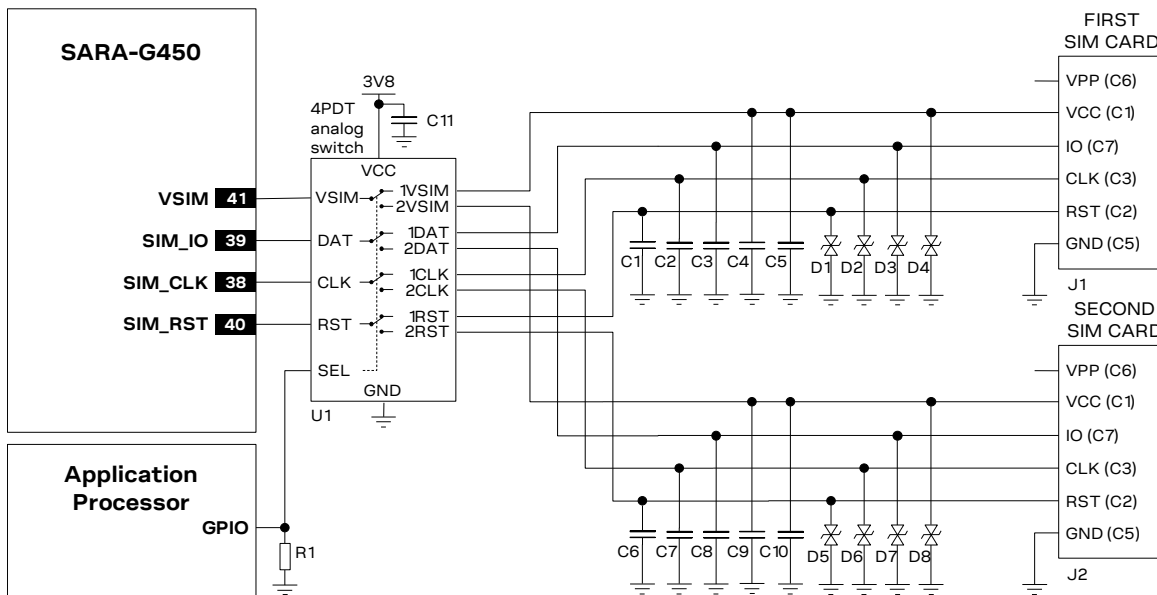 SARA-G450
VSIM 41
SIM_IO 39
SIM_CLK 38
SIM_RST 40
Application
Processor
GPIO
R1
3V8
4PDT
analog
switch
C11
VCC
VSIM
1VSIM
2VSIM
DAT
1DAT
2DAT
CLK
1CLK
2CLK
RST
1RST
2RST
SEL
GND
U1
C1 C2 C3 C4 C5 D1 D2 D3 D4
FIRST
SIM CARD
VPP (C6)
VCC (C1)
IO (C7)
CLK (C3)
RST (C2)
GND (C5)
J1
C6 C7 C8 C9 C10 D5 D6 D7 D8
SECOND
SIM CARD
VPP (C6)
VCC (C1)
IO (C7)
CLK (C3)
RST (C2)
GND (C5)
J2